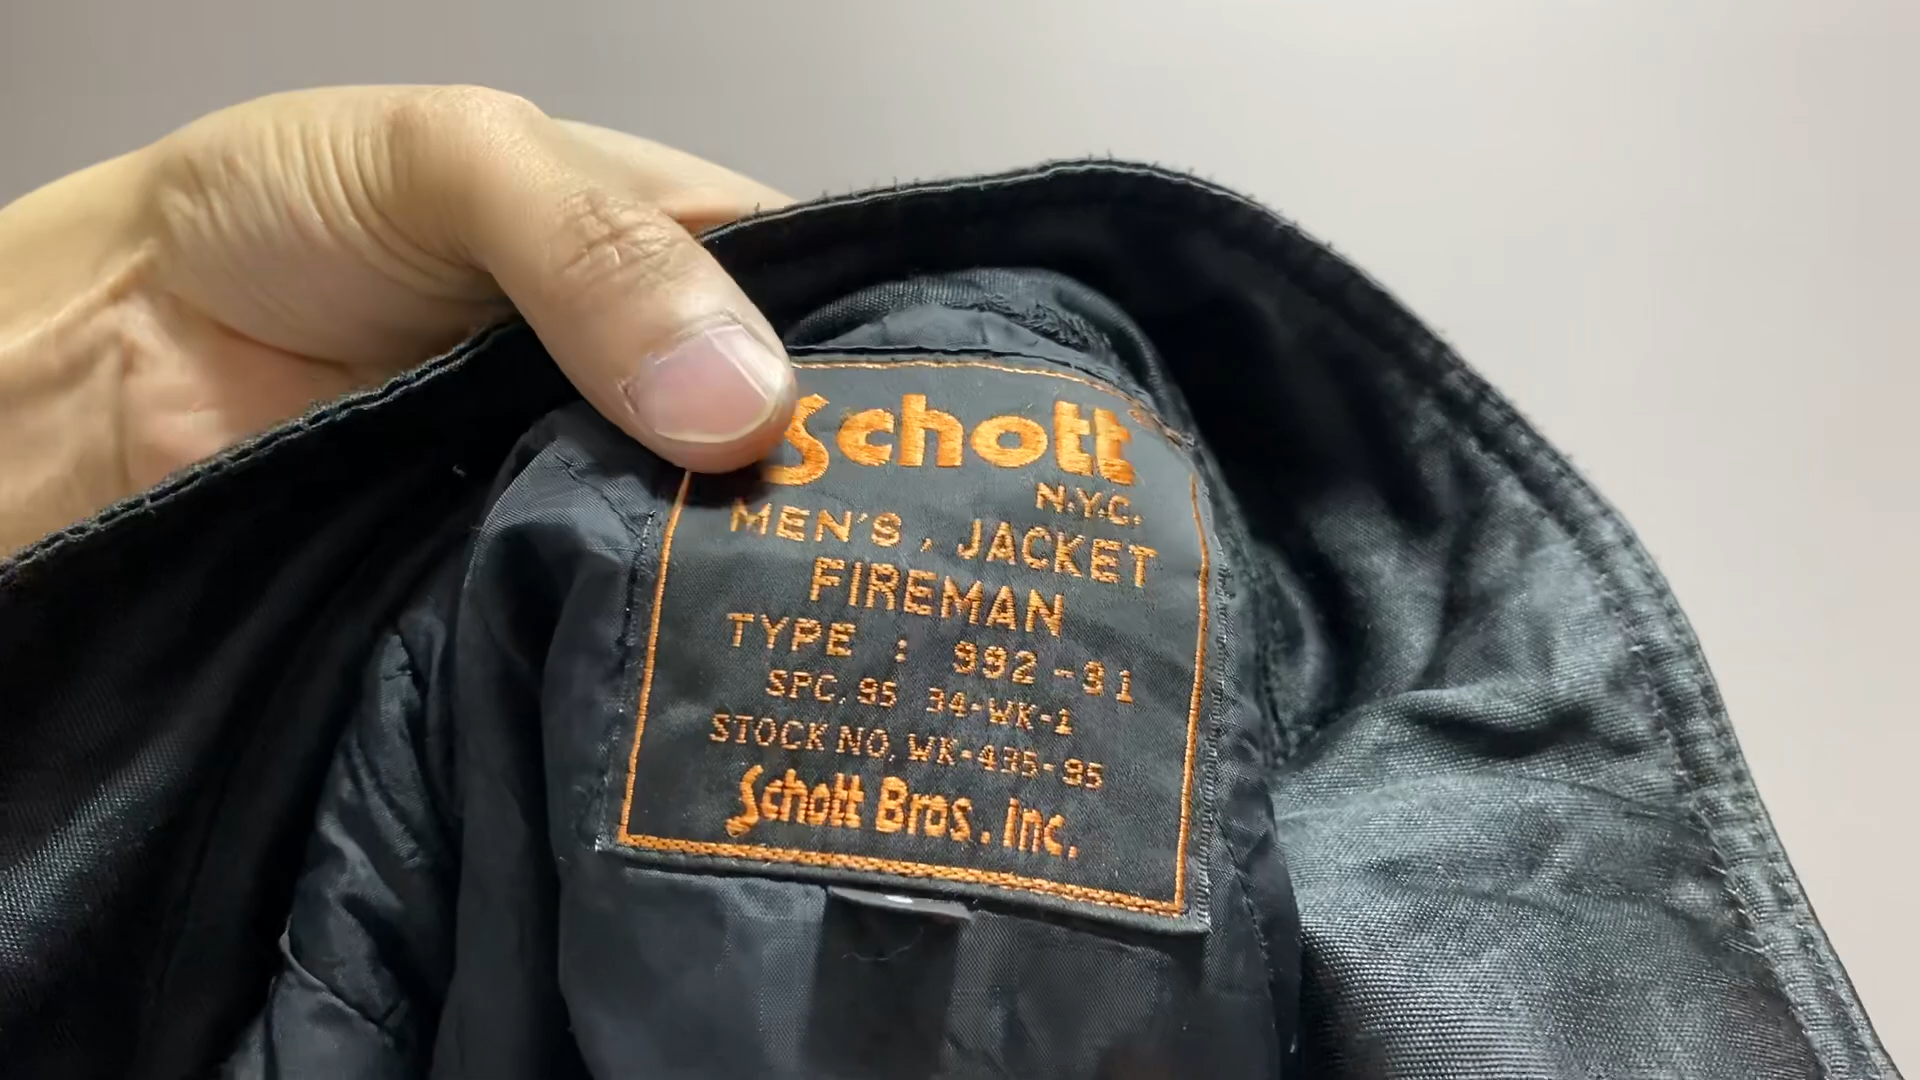 Schott
N.Y.C.
MEN'S, JACKET
FIREMAN
TYPE : 992-91
SPC. 95 34-WK-1
STOCK NO. WK-435-95
Schott Bros. inc.